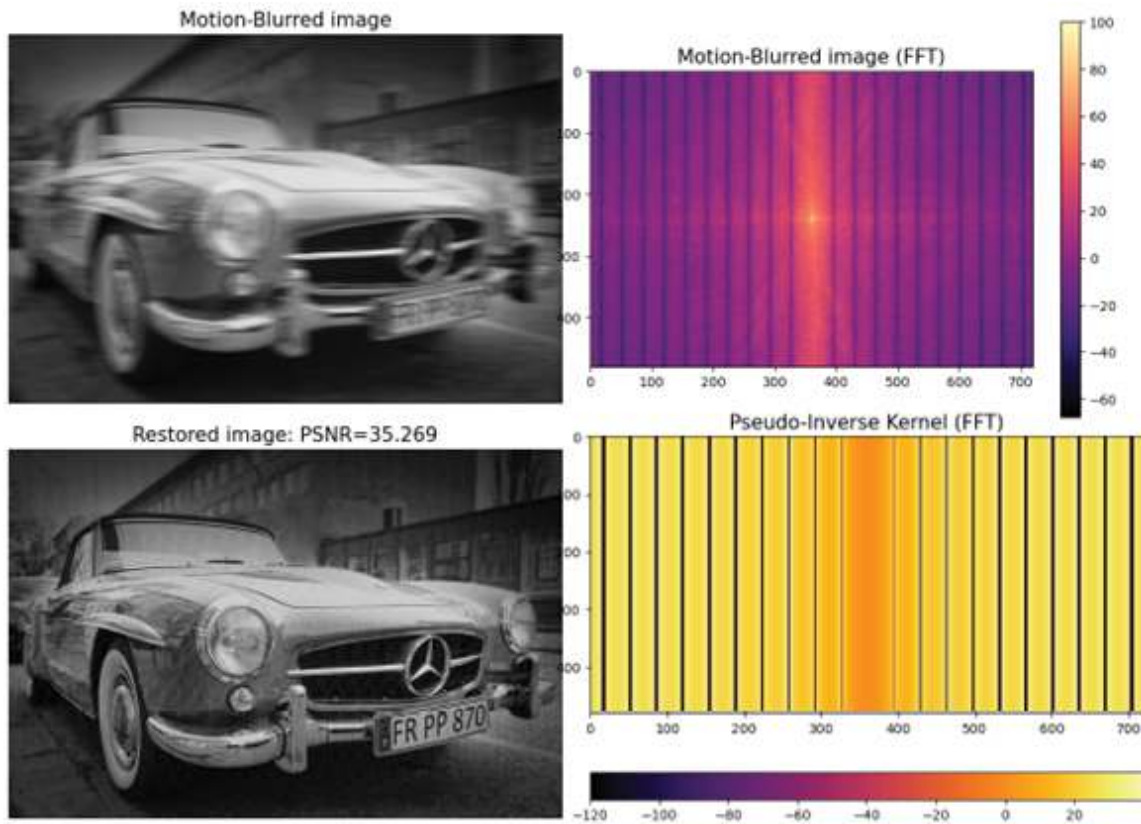 Motion-Blurred image
Motion-Blurred image (FFT)
0
100
200
300
400
0 100 200 300 400 500 600 700
100
80
60
40
20
0
−20
−40
−60
Restored image: PSNR=35.269
FR PP 870
Pseudo-Inverse Kernel (FFT)
0
100
200
300
400
0 100 200 300 400 500 600 700
−120 −100 −80 −60 −40 −20 0 20